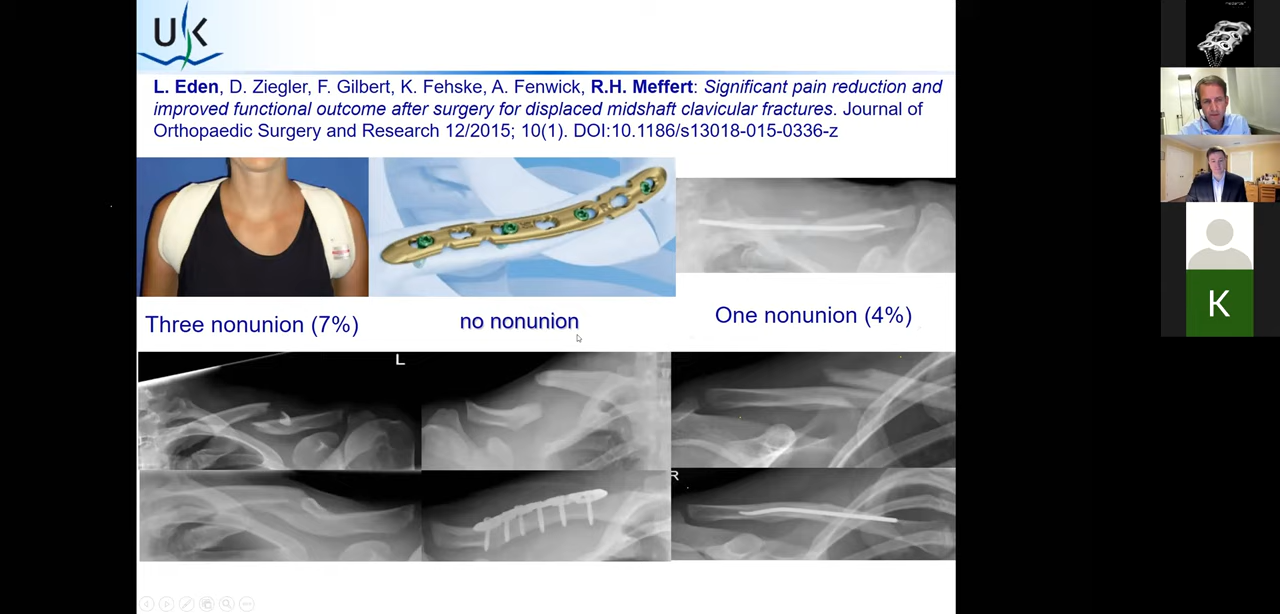 UK
L. Eden, D. Ziegler, F. Gilbert, K. Fehske, A. Fenwick, R.H. Meffert: Significant pain reduction and
improved functional outcome after surgery for displaced midshaft clavicular fractures. Journal of
Orthopaedic Surgery and Research 12/2015; 10(1). DOI:10.1186/s13018-015-0336-z
Three nonunion (7%)
no nonunion
One nonunion (4%)
L
R
K